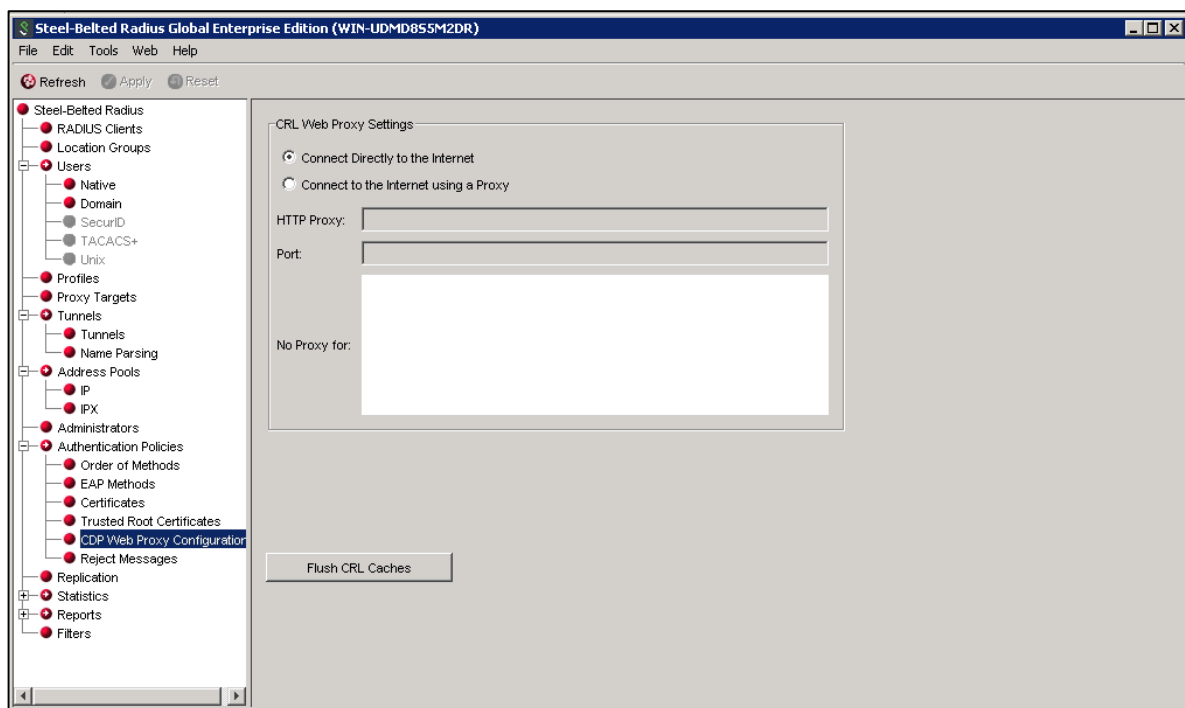 Steel-Belted Radius Global Enterprise Edition (WIN-UDMD8S5M2DR)
File Edit Tools Web Help
Refresh Apply Reset
Steel-Belted Radius
RADIUS Clients
Location Groups
Users
Native
Domain
SecurID
TACACS+
Unix
Profiles
Proxy Targets
Tunnels
Tunnels
Name Parsing
Address Pools
IP
IPX
Administrators
Authentication Policies
Order of Methods
EAP Methods
Certificates
Trusted Root Certificates
CDP Web Proxy Configuration
Reject Messages
Replication
Statistics
Reports
Filters
CRL Web Proxy Settings
Connect Directly to the Internet
Connect to the Internet using a Proxy
HTTP Proxy:
Port:
No Proxy for:
Flush CRL Caches